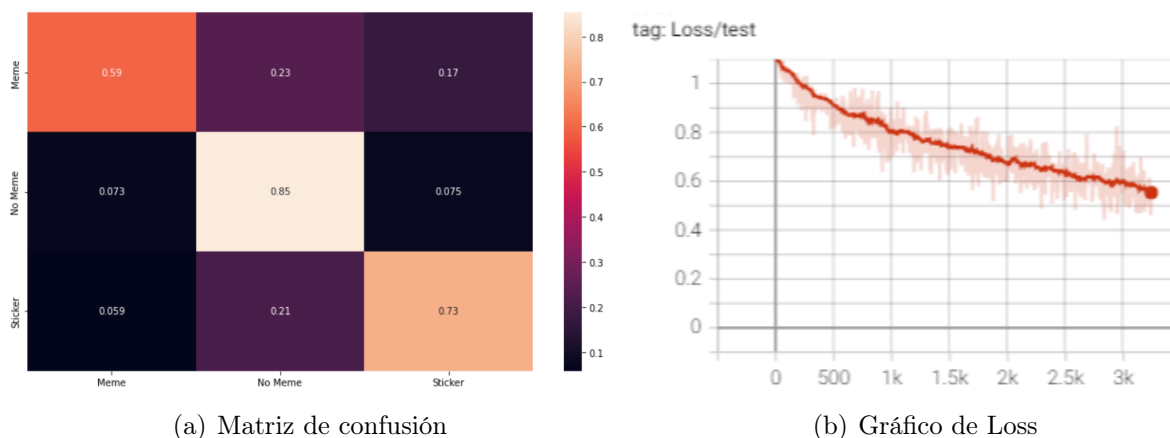 Meme
0.59
0.23
0.17
No Meme
0.073
0.85
0.075
Sticker
0.059
0.21
0.73
Meme
No Meme
Sticker
0.8
0.7
0.6
0.5
0.4
0.3
0.2
0.1
(a) Matriz de confusión
tag: Loss/test
1
0.8
0.6
0.4
0.2
0
0
500
1k
1.5k
2k
2.5k
3k
(b) Gráfico de Loss